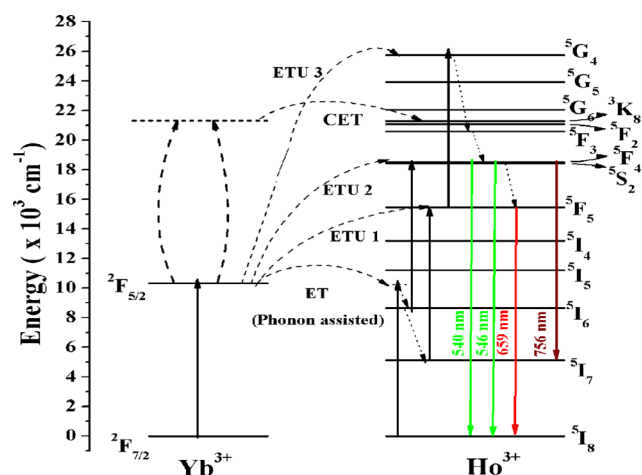 Energy ( x 10³ cm⁻¹)
28
26
24
22
20
18
16
14
12
10
8
6
4
2
0
²F₅/₂
²F₇/₂
Yb³⁺
ETU 3
CET
ETU 2
ETU 1
ET
(Phonon assisted)
540 nm
546 nm
659 nm
756 nm
⁵G₄
⁵G₅
⁵G₆
³K₈
⁵F₃
⁵F₂
⁵F₄
⁵S₂
⁵F₅
⁵I₄
⁵I₅
⁵I₆
⁵I₇
⁵I₈
Ho³⁺